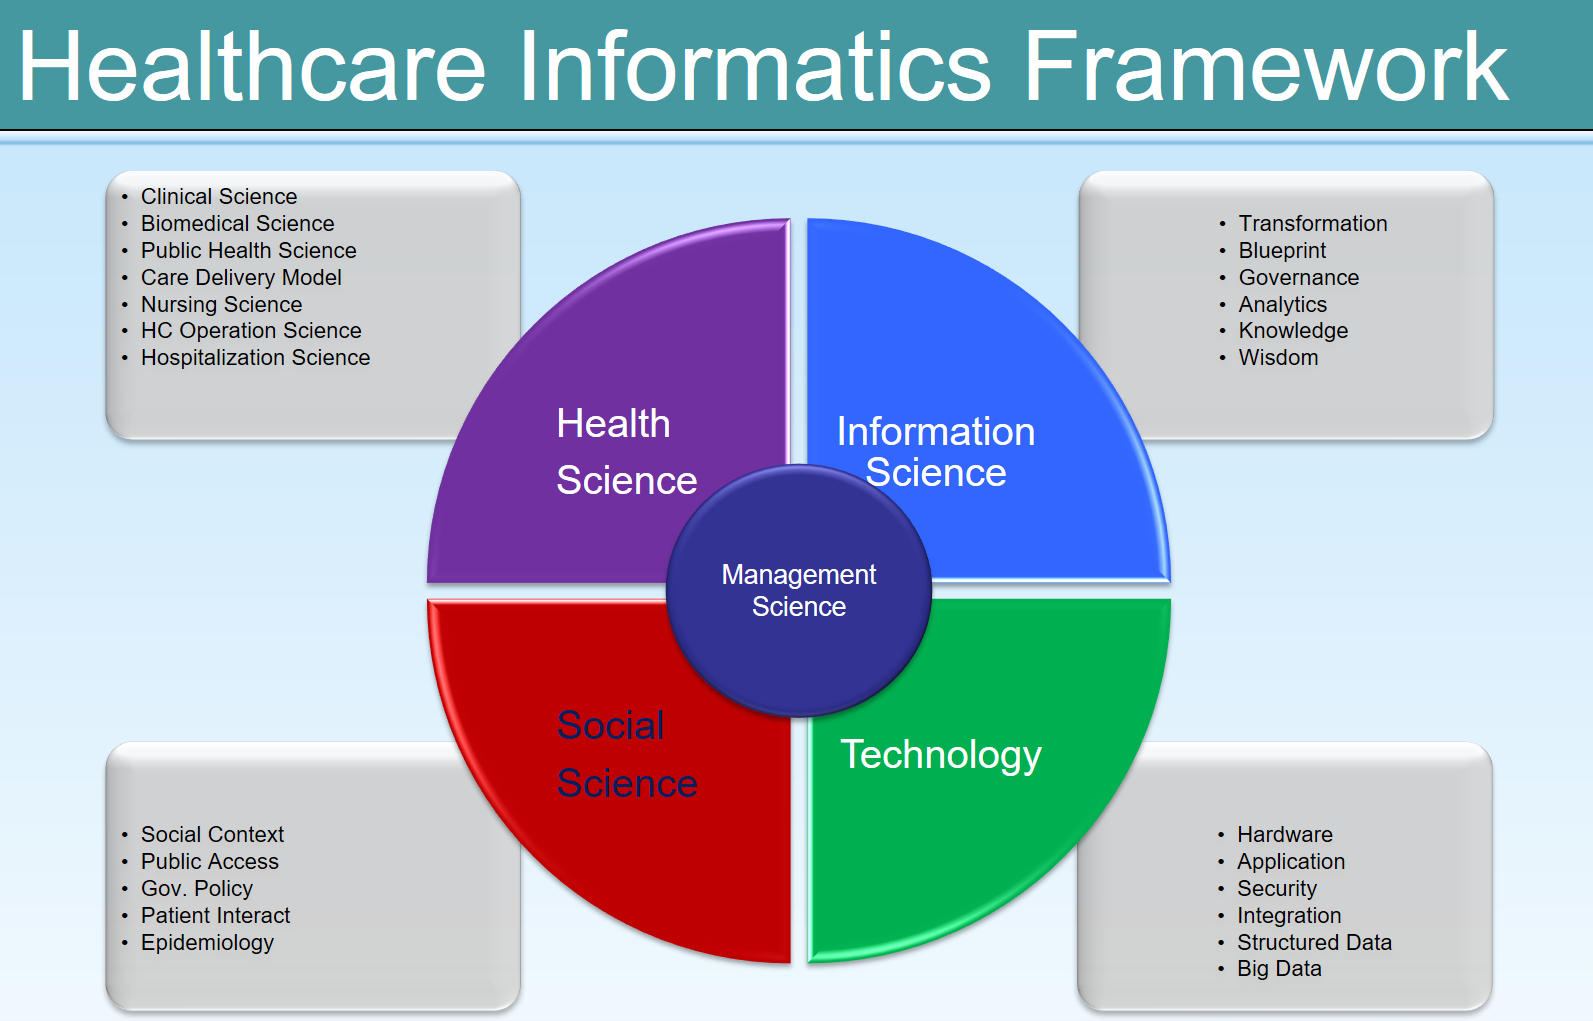 Healthcare Informatics Framework
• Clinical Science
• Biomedical Science
• Public Health Science
• Care Delivery Model
• Nursing Science
• HC Operation Science
• Hospitalization Science
• Transformation
• Blueprint
• Governance
• Analytics
• Knowledge
• Wisdom
Health
Science
Information
Science
Management
Science
Social
Science
Technology
• Social Context
• Public Access
• Gov. Policy
• Patient Interact
• Epidemiology
• Hardware
• Application
• Security
• Integration
• Structured Data
• Big Data